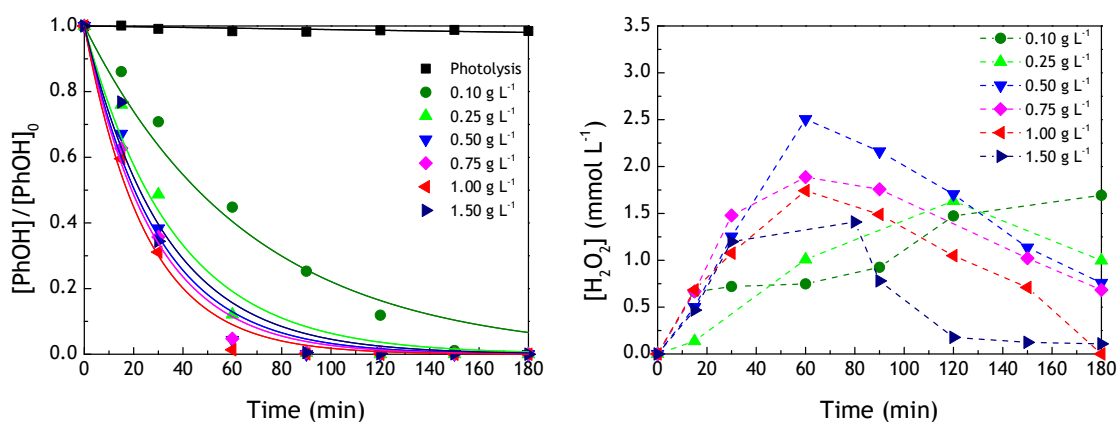 [PhOH]/[PhOH]₀
1.0
0.8
0.6
0.4
0.2
0.0
Photolysis
0.10 g L⁻¹
0.25 g L⁻¹
0.50 g L⁻¹
0.75 g L⁻¹
1.00 g L⁻¹
1.50 g L⁻¹
0 20 40 60 80 100 120 140 160 180
Time (min)
[H₂O₂] (mmol L⁻¹)
3.5
3.0
2.5
2.0
1.5
1.0
0.5
0.0
0.10 g L⁻¹
0.25 g L⁻¹
0.50 g L⁻¹
0.75 g L⁻¹
1.00 g L⁻¹
1.50 g L⁻¹
0 20 40 60 80 100 120 140 160 180
Time (min)